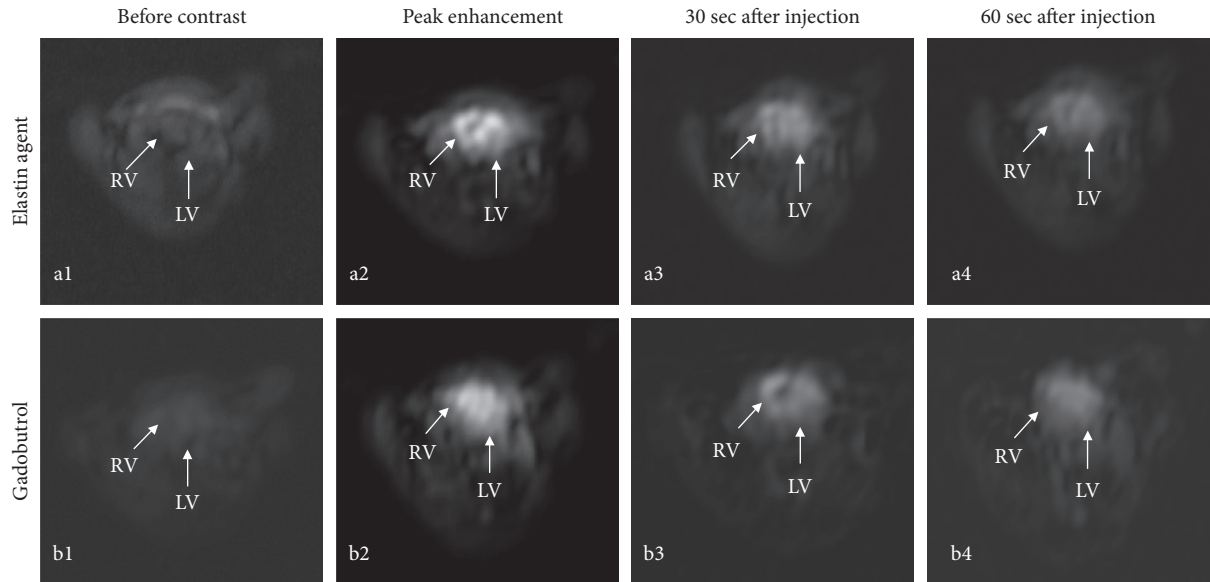 Before contrast
Peak enhancement
30 sec after injection
60 sec after injection
Elastin agent
RV
LV
a1
RV
LV
a2
RV
LV
a3
RV
LV
a4
Gadobutrol
RV
LV
b1
RV
LV
b2
RV
LV
b3
RV
LV
b4